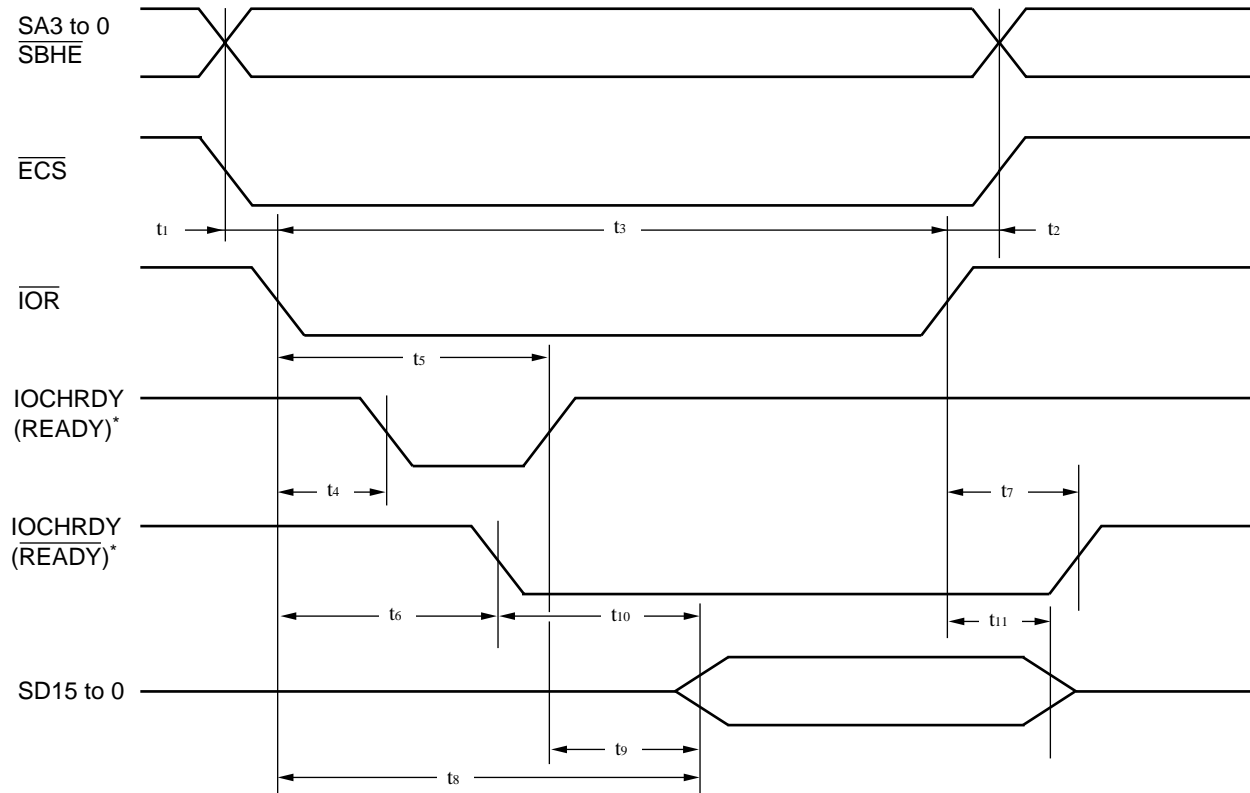 SA3 to 0
SBHE
ECS
t1
t3
t2
IOR
t5
IOCHRDY
(READY)*
t4
t7
IOCHRDY
(READY)*
t6
t10
t11
SD15 to 0
t9
t8